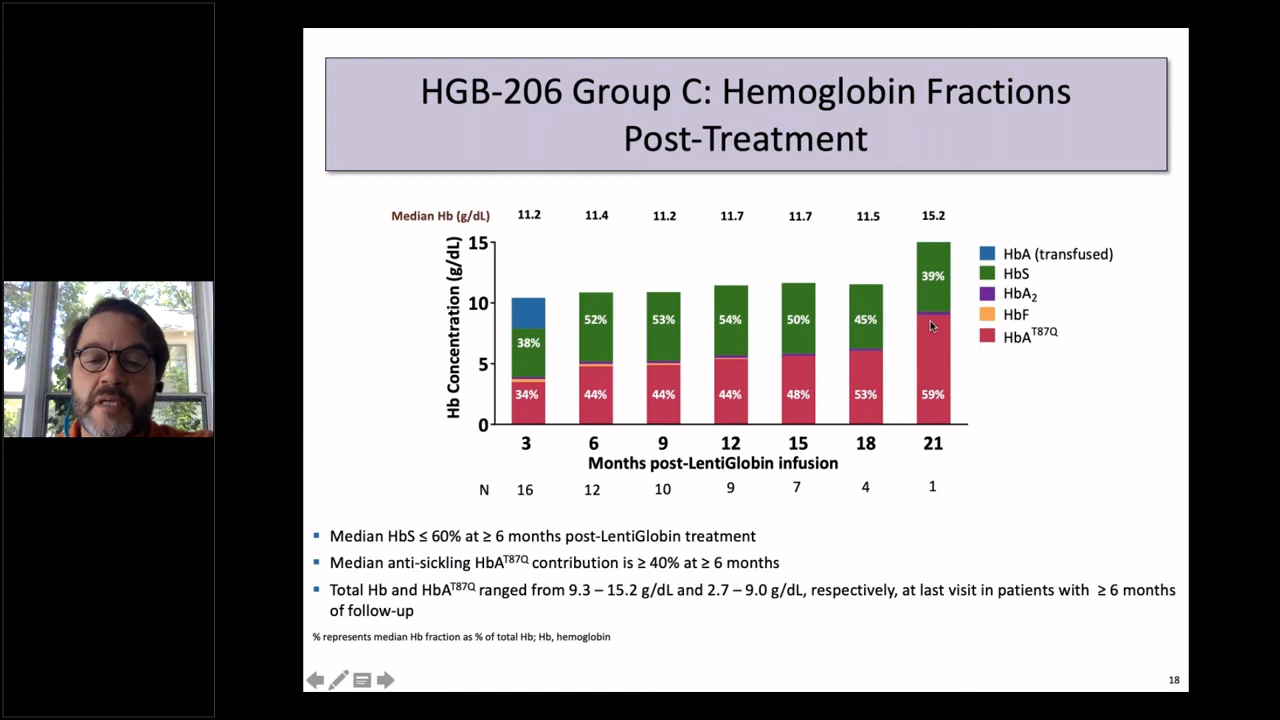 HGB-206 Group C: Hemoglobin Fractions
Post-Treatment
Median Hb (g/dL) 11.2 11.4 11.2 11.7 11.7 11.5 15.2
Hb Concentration (g/dL)
15
10
5
0
39%
52% 53% 54% 50% 45%
38%
34% 44% 44% 44% 48% 53% 59%
HbA (transfused)
HbS
HbA₂
HbF
HbAᵀ⁸⁷Q
3 6 9 12 15 18 21
Months post-LentiGlobin infusion
N 16 12 10 9 7 4 1
▪ Median HbS ≤ 60% at ≥ 6 months post-LentiGlobin treatment
▪ Median anti-sickling HbAᵀ⁸⁷Q contribution is ≥ 40% at ≥ 6 months
▪ Total Hb and HbAᵀ⁸⁷Q ranged from 9.3 – 15.2 g/dL and 2.7 – 9.0 g/dL, respectively, at last visit in patients with ≥ 6 months
of follow-up
% represents median Hb fraction as % of total Hb; Hb, hemoglobin
18